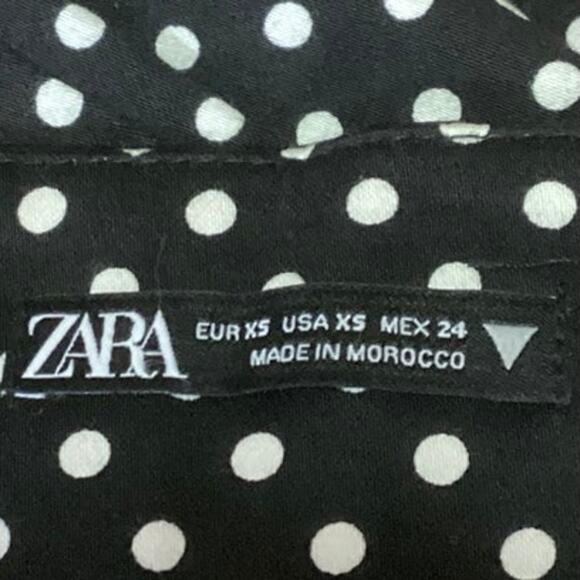 ZARA
EUR XS USA XS MEX 24
MADE IN MOROCCO